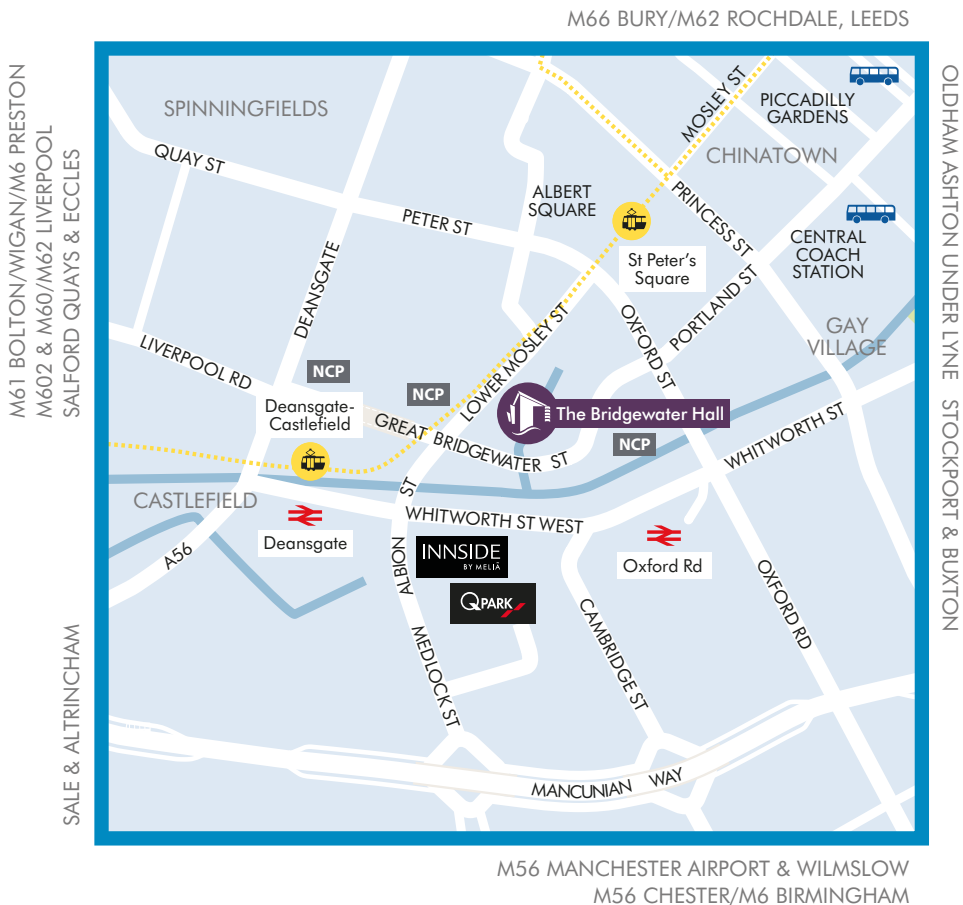 M66 BURY/M62 ROCHDALE, LEEDS
M61 BOLTON/WIGAN/M6 PRESTON
M602 & M60/M62 LIVERPOOL
SALFORD QUAYS & ECCLES
SALE & ALTRINCHAM
OLDHAM ASHTON UNDER LYNE STOCKPORT & BUXTON
SPINNINGFIELDS
MOSLEY ST
PICCADILLY
GARDENS
CHINATOWN
QUAY ST
ALBERT
SQUARE
PETER ST
PRINCESS ST
CENTRAL
COACH
STATION
St Peter's
Square
DEANSGATE
PORTLAND ST
OXFORD ST
GAY
VILLAGE
LIVERPOOL RD
LOWER MOSLEY ST
NCP
NCP
Deansgate-
Castlefield
The Bridgewater Hall
GREAT BRIDGEWATER ST
NCP
WHITWORTH ST
CASTLEFIELD
ALBION ST
WHITWORTH ST WEST
Deansgate
A56
INNSIDE
BY MELIÃ
Oxford Rd
QPARK
OXFORD RD
CAMBRIDGE ST
MEDLOCK ST
MANCUNIAN WAY
M56 MANCHESTER AIRPORT & WILMSLOW
M56 CHESTER/M6 BIRMINGHAM